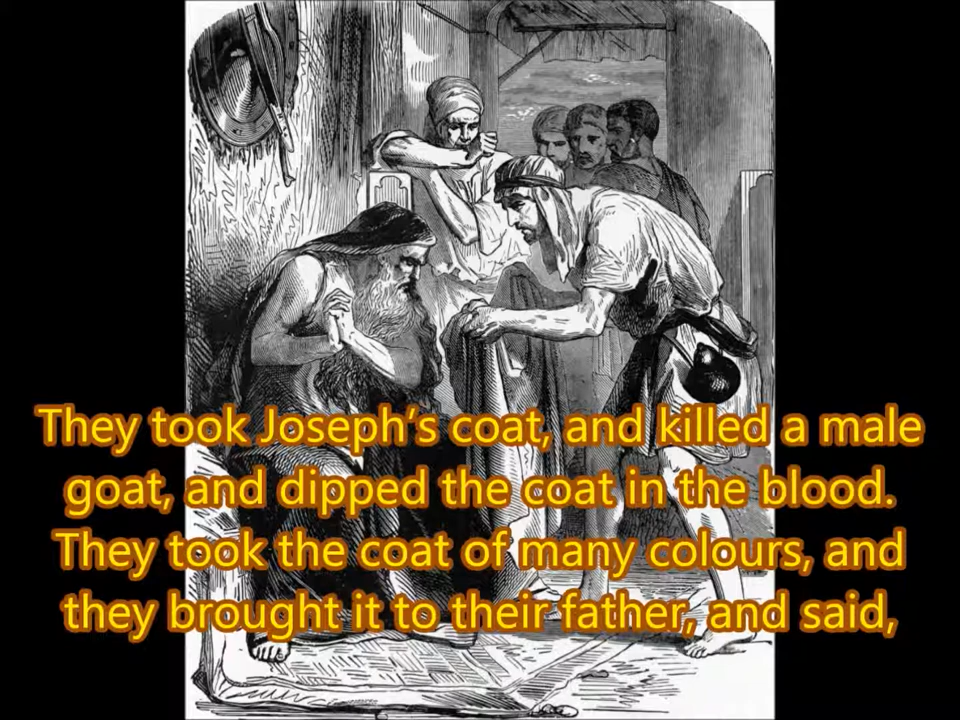 They took Joseph’s coat, and killed a male
goat, and dipped the coat in the blood.
They took the coat of many colours, and
they brought it to their father, and said,